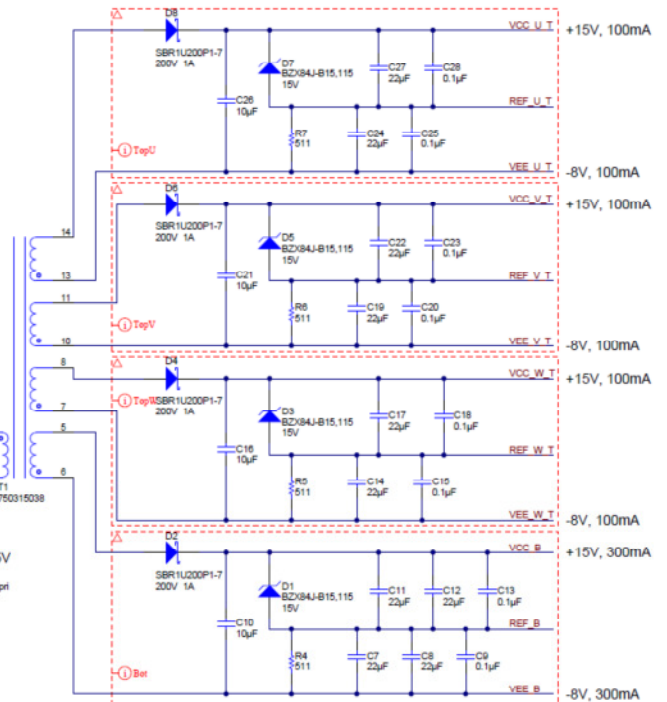 D8
SBR1U200P1-7
200V 1A
C26
10µF
D7
BZX84J-B15,115
15V
R7
511
C27
22µF
C28
0.1µF
C24
22µF
C25
0.1µF
VCC_U_T
+15V, 100mA
REF_U_T
VEE_U_T
-8V, 100mA
i TopU
D6
SBR1U200P1-7
200V 1A
C21
10µF
D5
BZX84J-B15,115
15V
R6
511
C22
22µF
C23
0.1µF
C19
22µF
C20
0.1µF
VCC_V_T
+15V, 100mA
REF_V_T
VEE_V_T
-8V, 100mA
i TopV
14
13
11
10
8
7
5
6
T1
750315038
D4
SBR1U200P1-7
200V 1A
i TopW
C16
10µF
D3
BZX84J-B15,115
15V
R5
511
C17
22µF
C18
0.1µF
C14
22µF
C15
0.1µF
VCC_W_T
+15V, 100mA
REF_W_T
VEE_W_T
-8V, 100mA
D2
SBR1U200P1-7
200V 1A
C10
10µF
D1
BZX84J-B15,115
15V
R4
511
C11
22µF
C12
22µF
C13
0.1µF
C7
22µF
C8
22µF
C9
0.1µF
VCC_B
+15V, 300mA
REF_B
VEE_B
-8V, 300mA
i Bot
pri